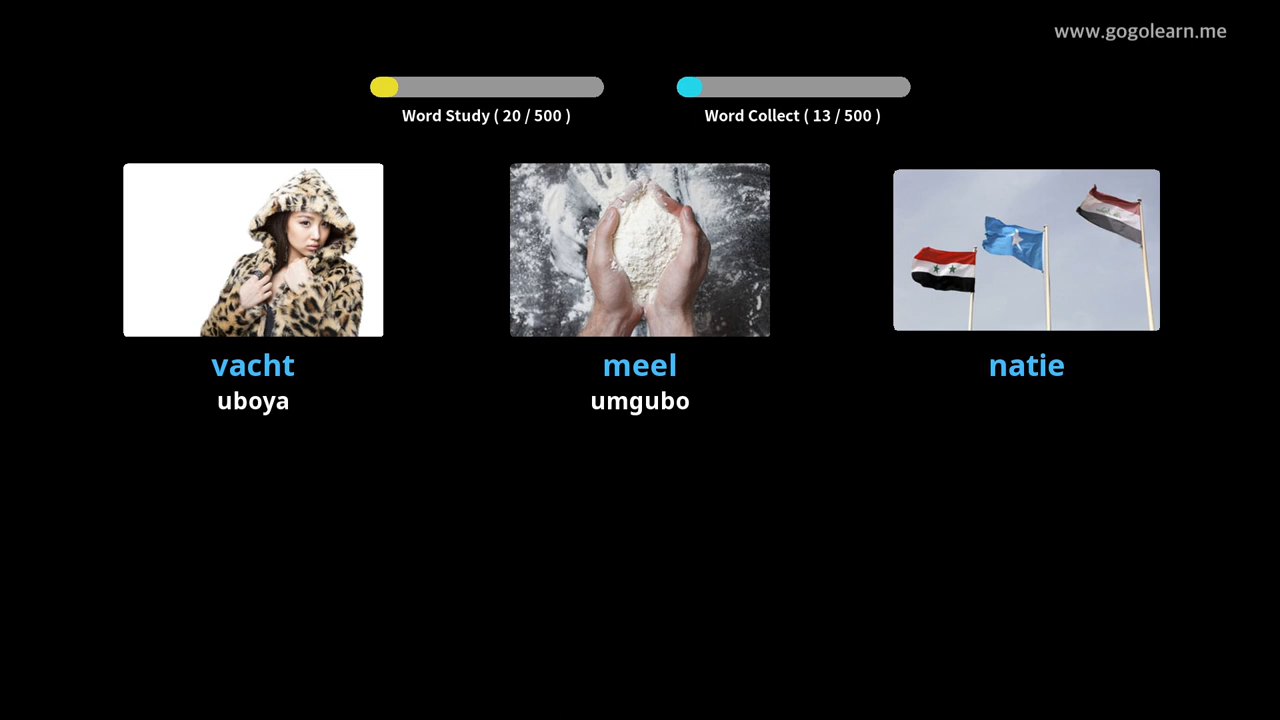 www.gogolearn.me
Word Study ( 20 / 500 )
Word Collect ( 13 / 500 )
vacht
meel
natie
uboya
umgubo